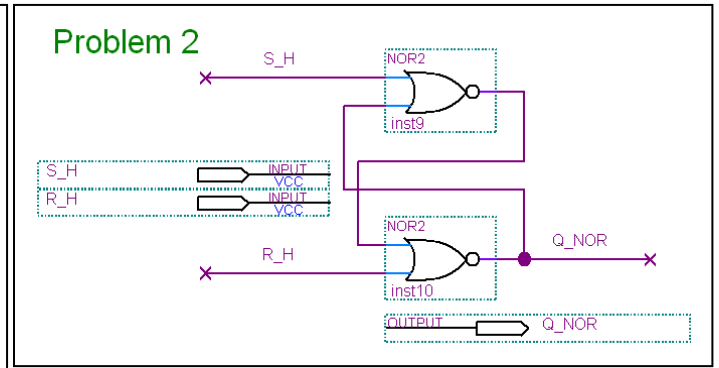 Problem 2
S_H
NOR2
inst9
S_H INPUT
VCC
R_H INPUT
VCC
NOR2
R_H
Q_NOR
inst10
OUTPUT Q_NOR